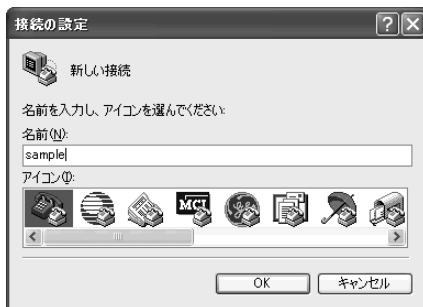 接続の設定
新しい接続
名前を入力し、アイコンを選んでください:
名前(N):
sample
アイコン(I):
MCI
OK
キャンセル